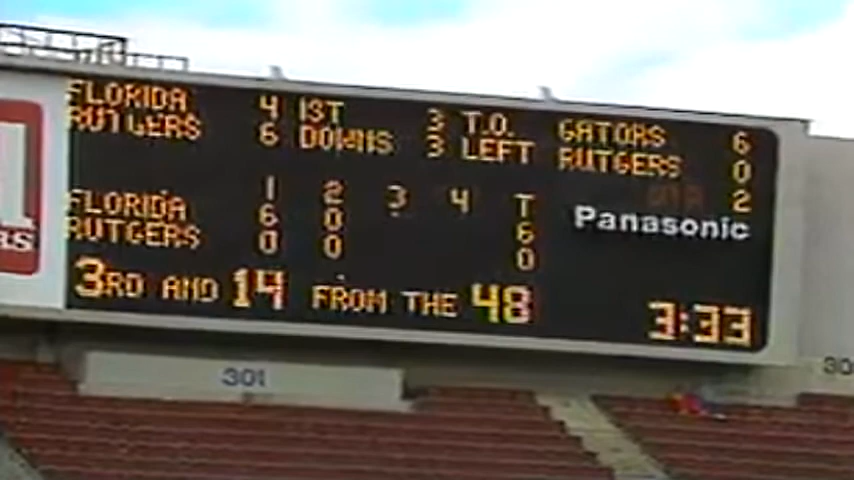 FLORIDA 4 1ST 3 T.O. GATORS 6
RUTGERS 6 DOWNS 3 LEFT RUTGERS 0
2
1 2 3 4 T
FLORIDA 6 0 6
RUTGERS 0 0 0
Panasonic
3RD AND 14 FROM THE 48 3:33
301